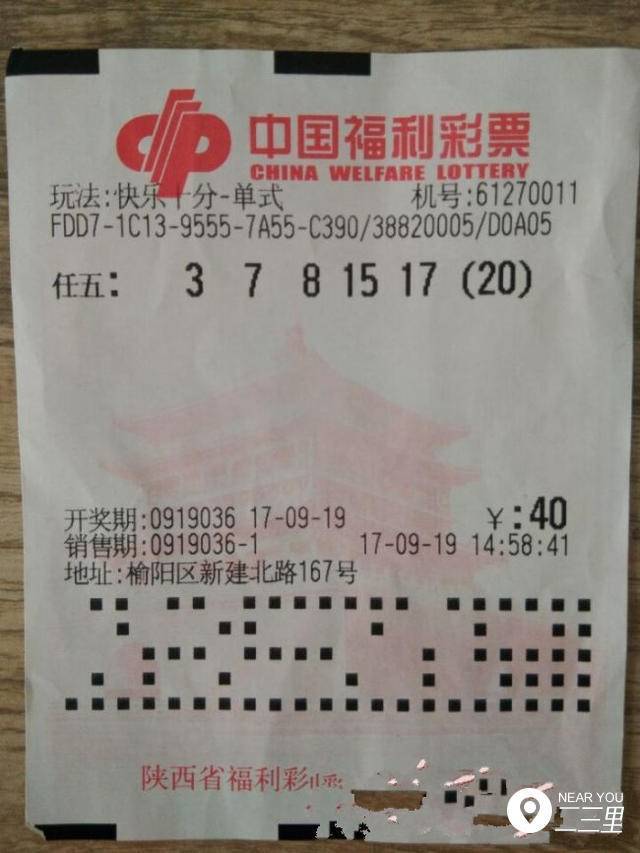 中国福利彩票
CHINA WELFARE LOTTERY
玩法:快乐十分-单式 机号:61270011
FDD7-1C13-9555-7A55-C390/38820005/D0A05
任五: 3 7 8 15 17 (20)
开奖期:0919036 17-09-19 ¥:40
销售期:0919036-1 17-09-19 14:58:41
地址:榆阳区新建北路167号
陕西省福利彩
NEAR YOU
二三里